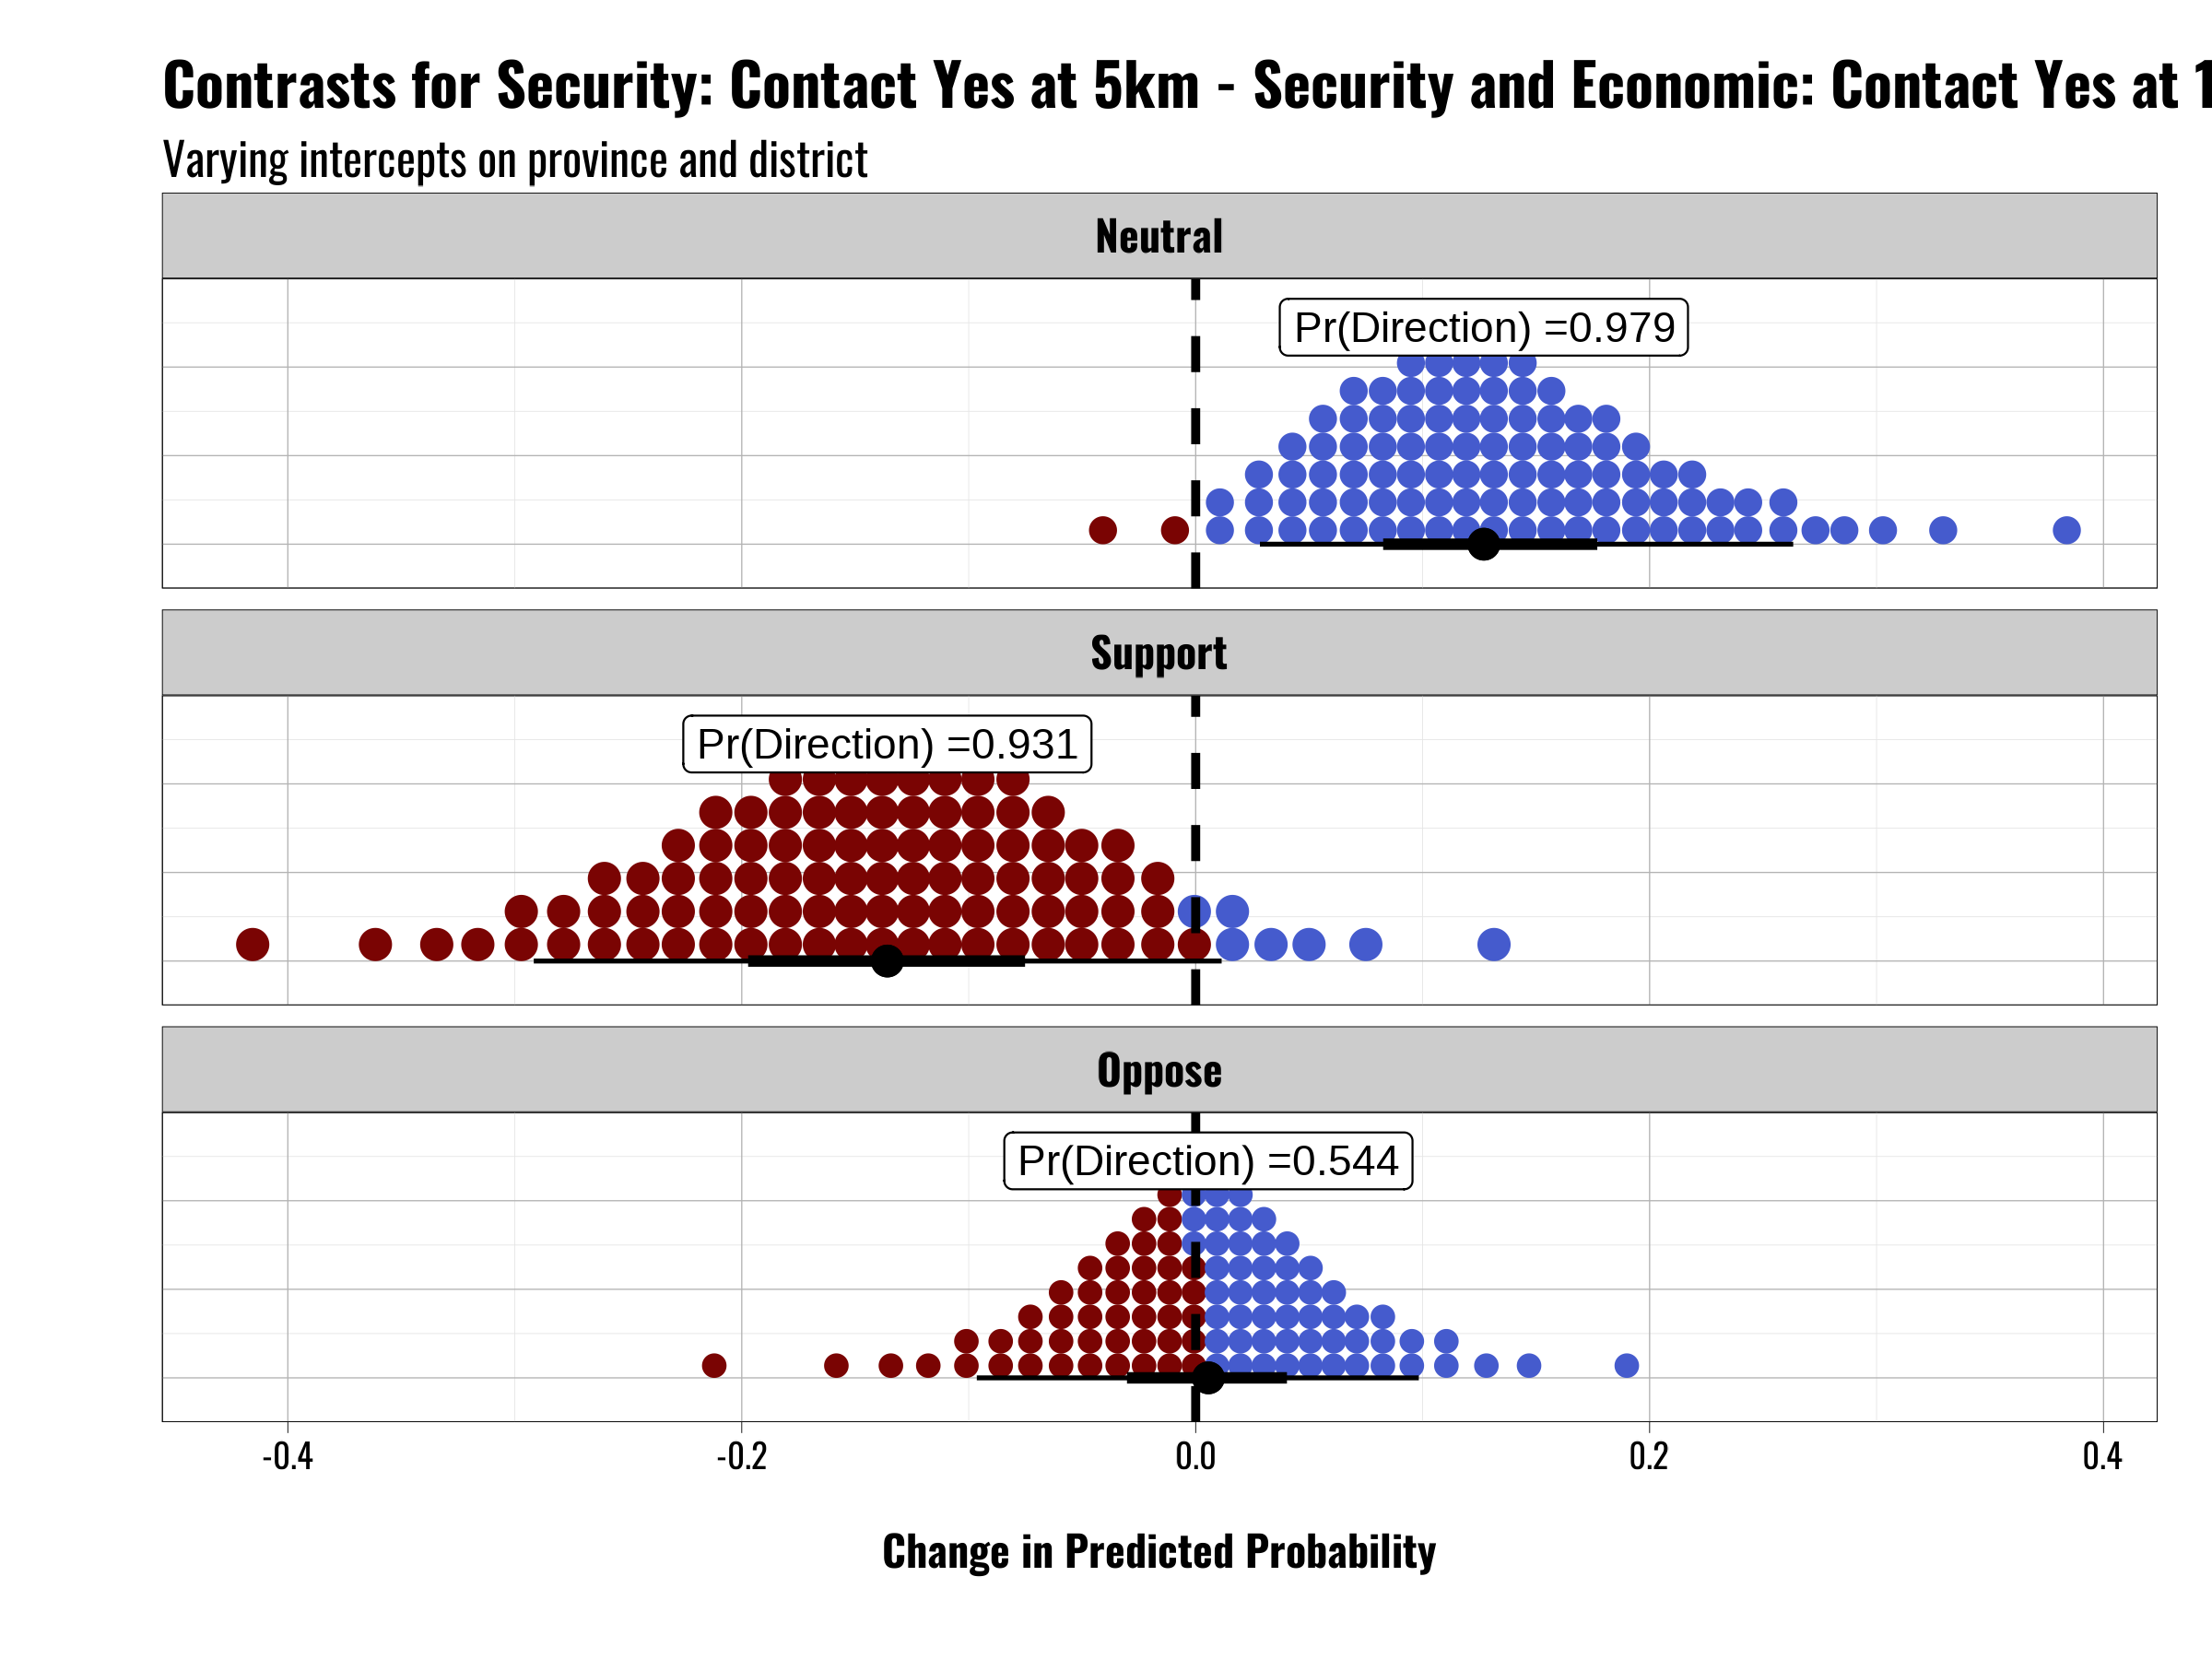 Contrasts for Security: Contact Yes at 5km - Security and Economic: Contact Yes at 1
Varying intercepts on province and district
Neutral
Pr(Direction) =0.979
Support
Pr(Direction) =0.931
Oppose
Pr(Direction) =0.544
-0.4 -0.2 0.0 0.2 0.4
Change in Predicted Probability